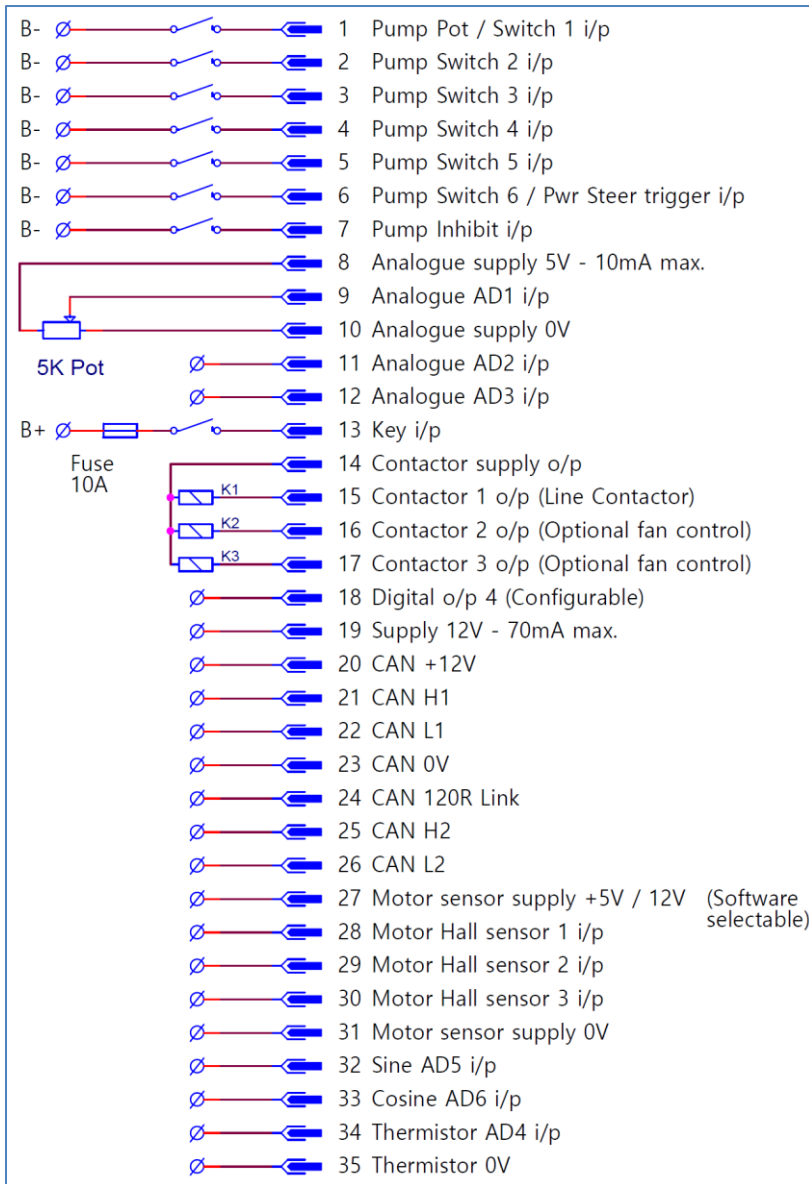 B- 1 Pump Pot / Switch 1 i/p
B- 2 Pump Switch 2 i/p
B- 3 Pump Switch 3 i/p
B- 4 Pump Switch 4 i/p
B- 5 Pump Switch 5 i/p
B- 6 Pump Switch 6 / Pwr Steer trigger i/p
B- 7 Pump Inhibit i/p
8 Analogue supply 5V - 10mA max.
9 Analogue AD1 i/p
10 Analogue supply 0V
5K Pot
11 Analogue AD2 i/p
12 Analogue AD3 i/p
B+ 13 Key i/p
Fuse
10A
14 Contactor supply o/p
K1 15 Contactor 1 o/p (Line Contactor)
K2 16 Contactor 2 o/p (Optional fan control)
K3 17 Contactor 3 o/p (Optional fan control)
18 Digital o/p 4 (Configurable)
19 Supply 12V - 70mA max.
20 CAN +12V
21 CAN H1
22 CAN L1
23 CAN 0V
24 CAN 120R Link
25 CAN H2
26 CAN L2
27 Motor sensor supply +5V / 12V (Software
selectable)
28 Motor Hall sensor 1 i/p
29 Motor Hall sensor 2 i/p
30 Motor Hall sensor 3 i/p
31 Motor sensor supply 0V
32 Sine AD5 i/p
33 Cosine AD6 i/p
34 Thermistor AD4 i/p
35 Thermistor 0V